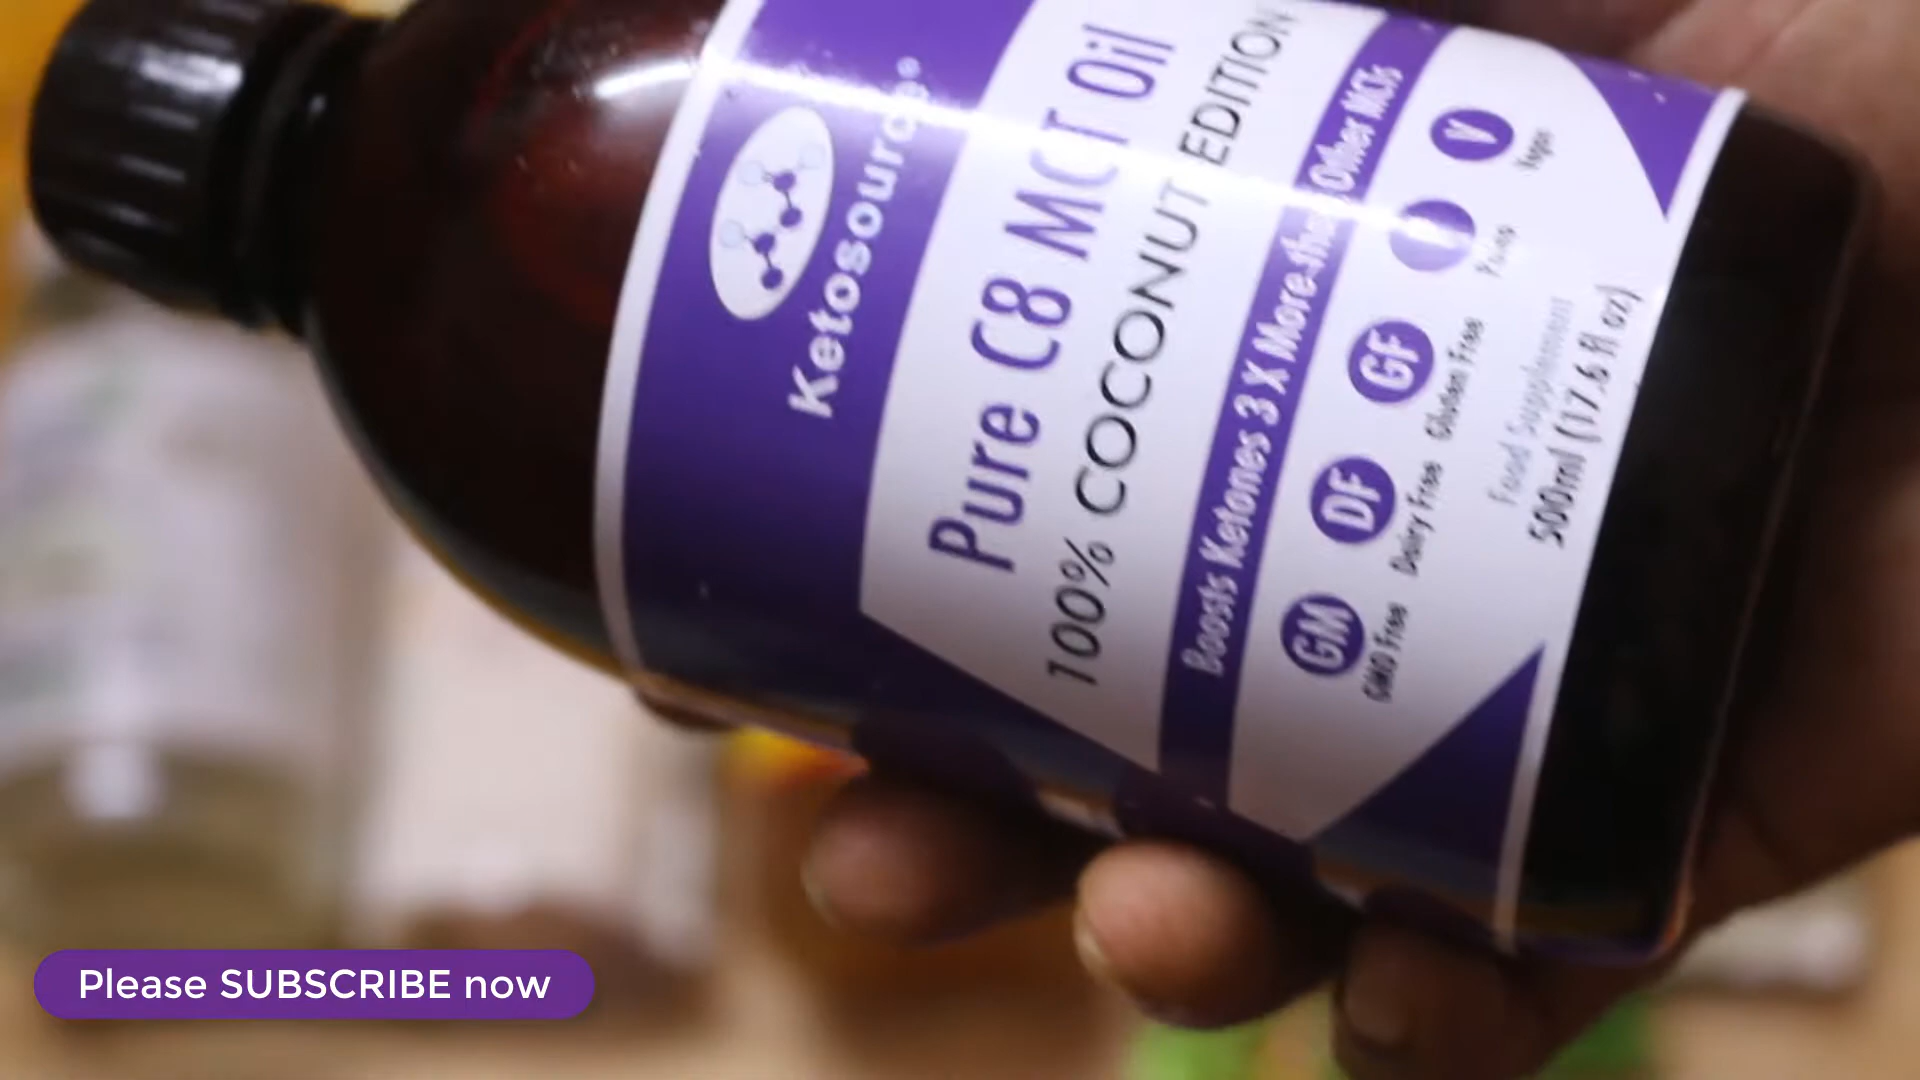 Ketosource®
Pure C8 MCT Oil
100% COCONUT EDITION
Boosts Ketones 3 X More than Other MCTs
GM
DF
GF
V
GMO Free
Dairy Free
Gluten Free
Food Supplement
500ml (17.6 fl oz)
Please SUBSCRIBE now